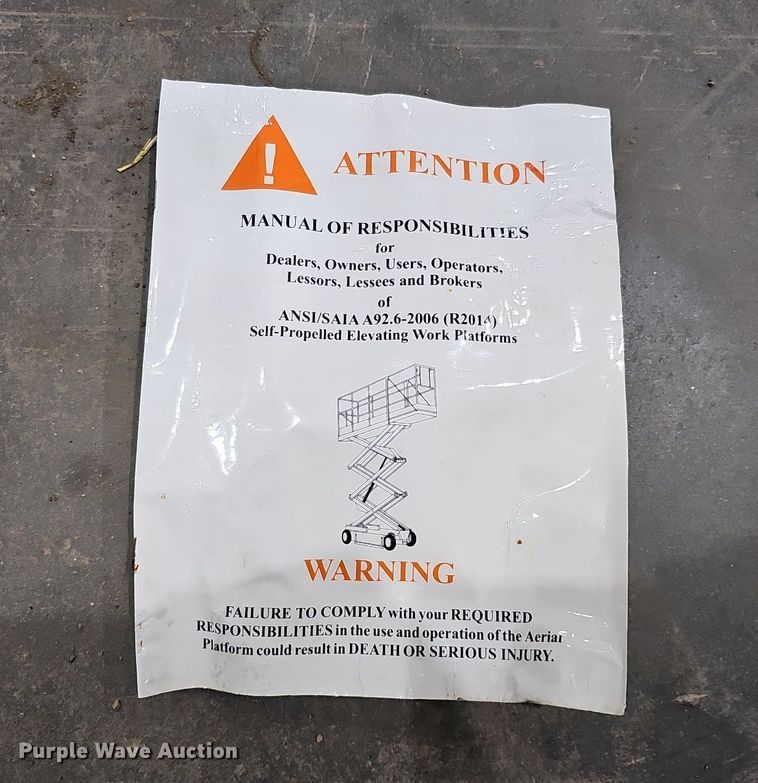 !
ATTENTION
MANUAL OF RESPONSIBILITIES
for
Dealers, Owners, Users, Operators,
Lessors, Lessees and Brokers
of
ANSI/SAIA A92.6-2006 (R2014)
Self-Propelled Elevating Work Platforms
WARNING
FAILURE TO COMPLY with your REQUIRED
RESPONSIBILITIES in the use and operation of the Aerial
Platform could result in DEATH OR SERIOUS INJURY.
Purple Wave Auction